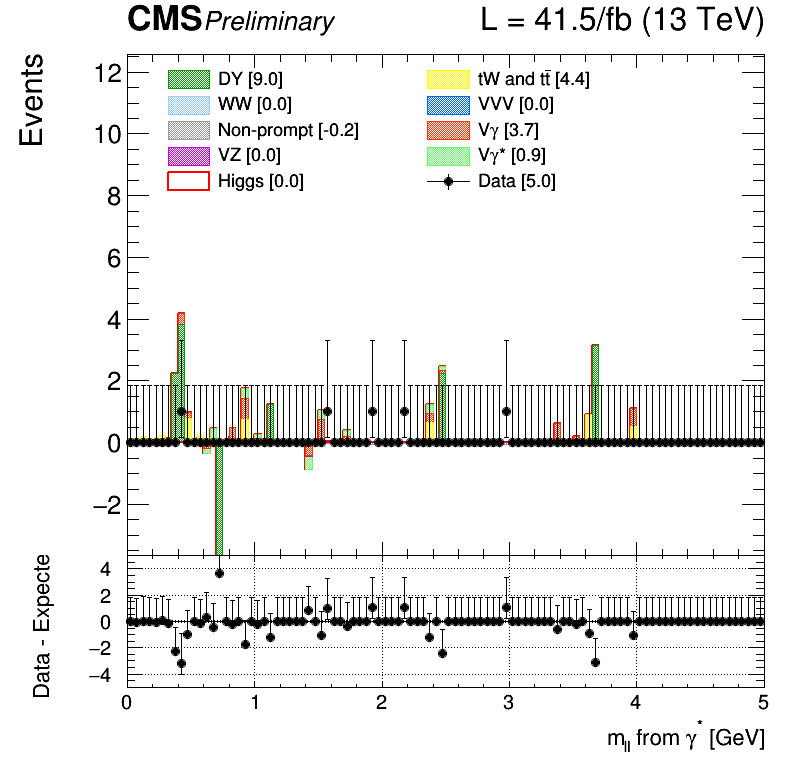 CMS Preliminary L = 41.5/fb (13 TeV)
Events
12
10
8
6
4
2
0
−2
DY [9.0]
WW [0.0]
Non-prompt [-0.2]
VZ [0.0]
Higgs [0.0]
tW and tt̄ [4.4]
VVV [0.0]
Vγ [3.7]
Vγ* [0.9]
Data [5.0]
Data - Expecte
4
2
0
−2
−4
0 1 2 3 4 5
m_ll from γ* [GeV]